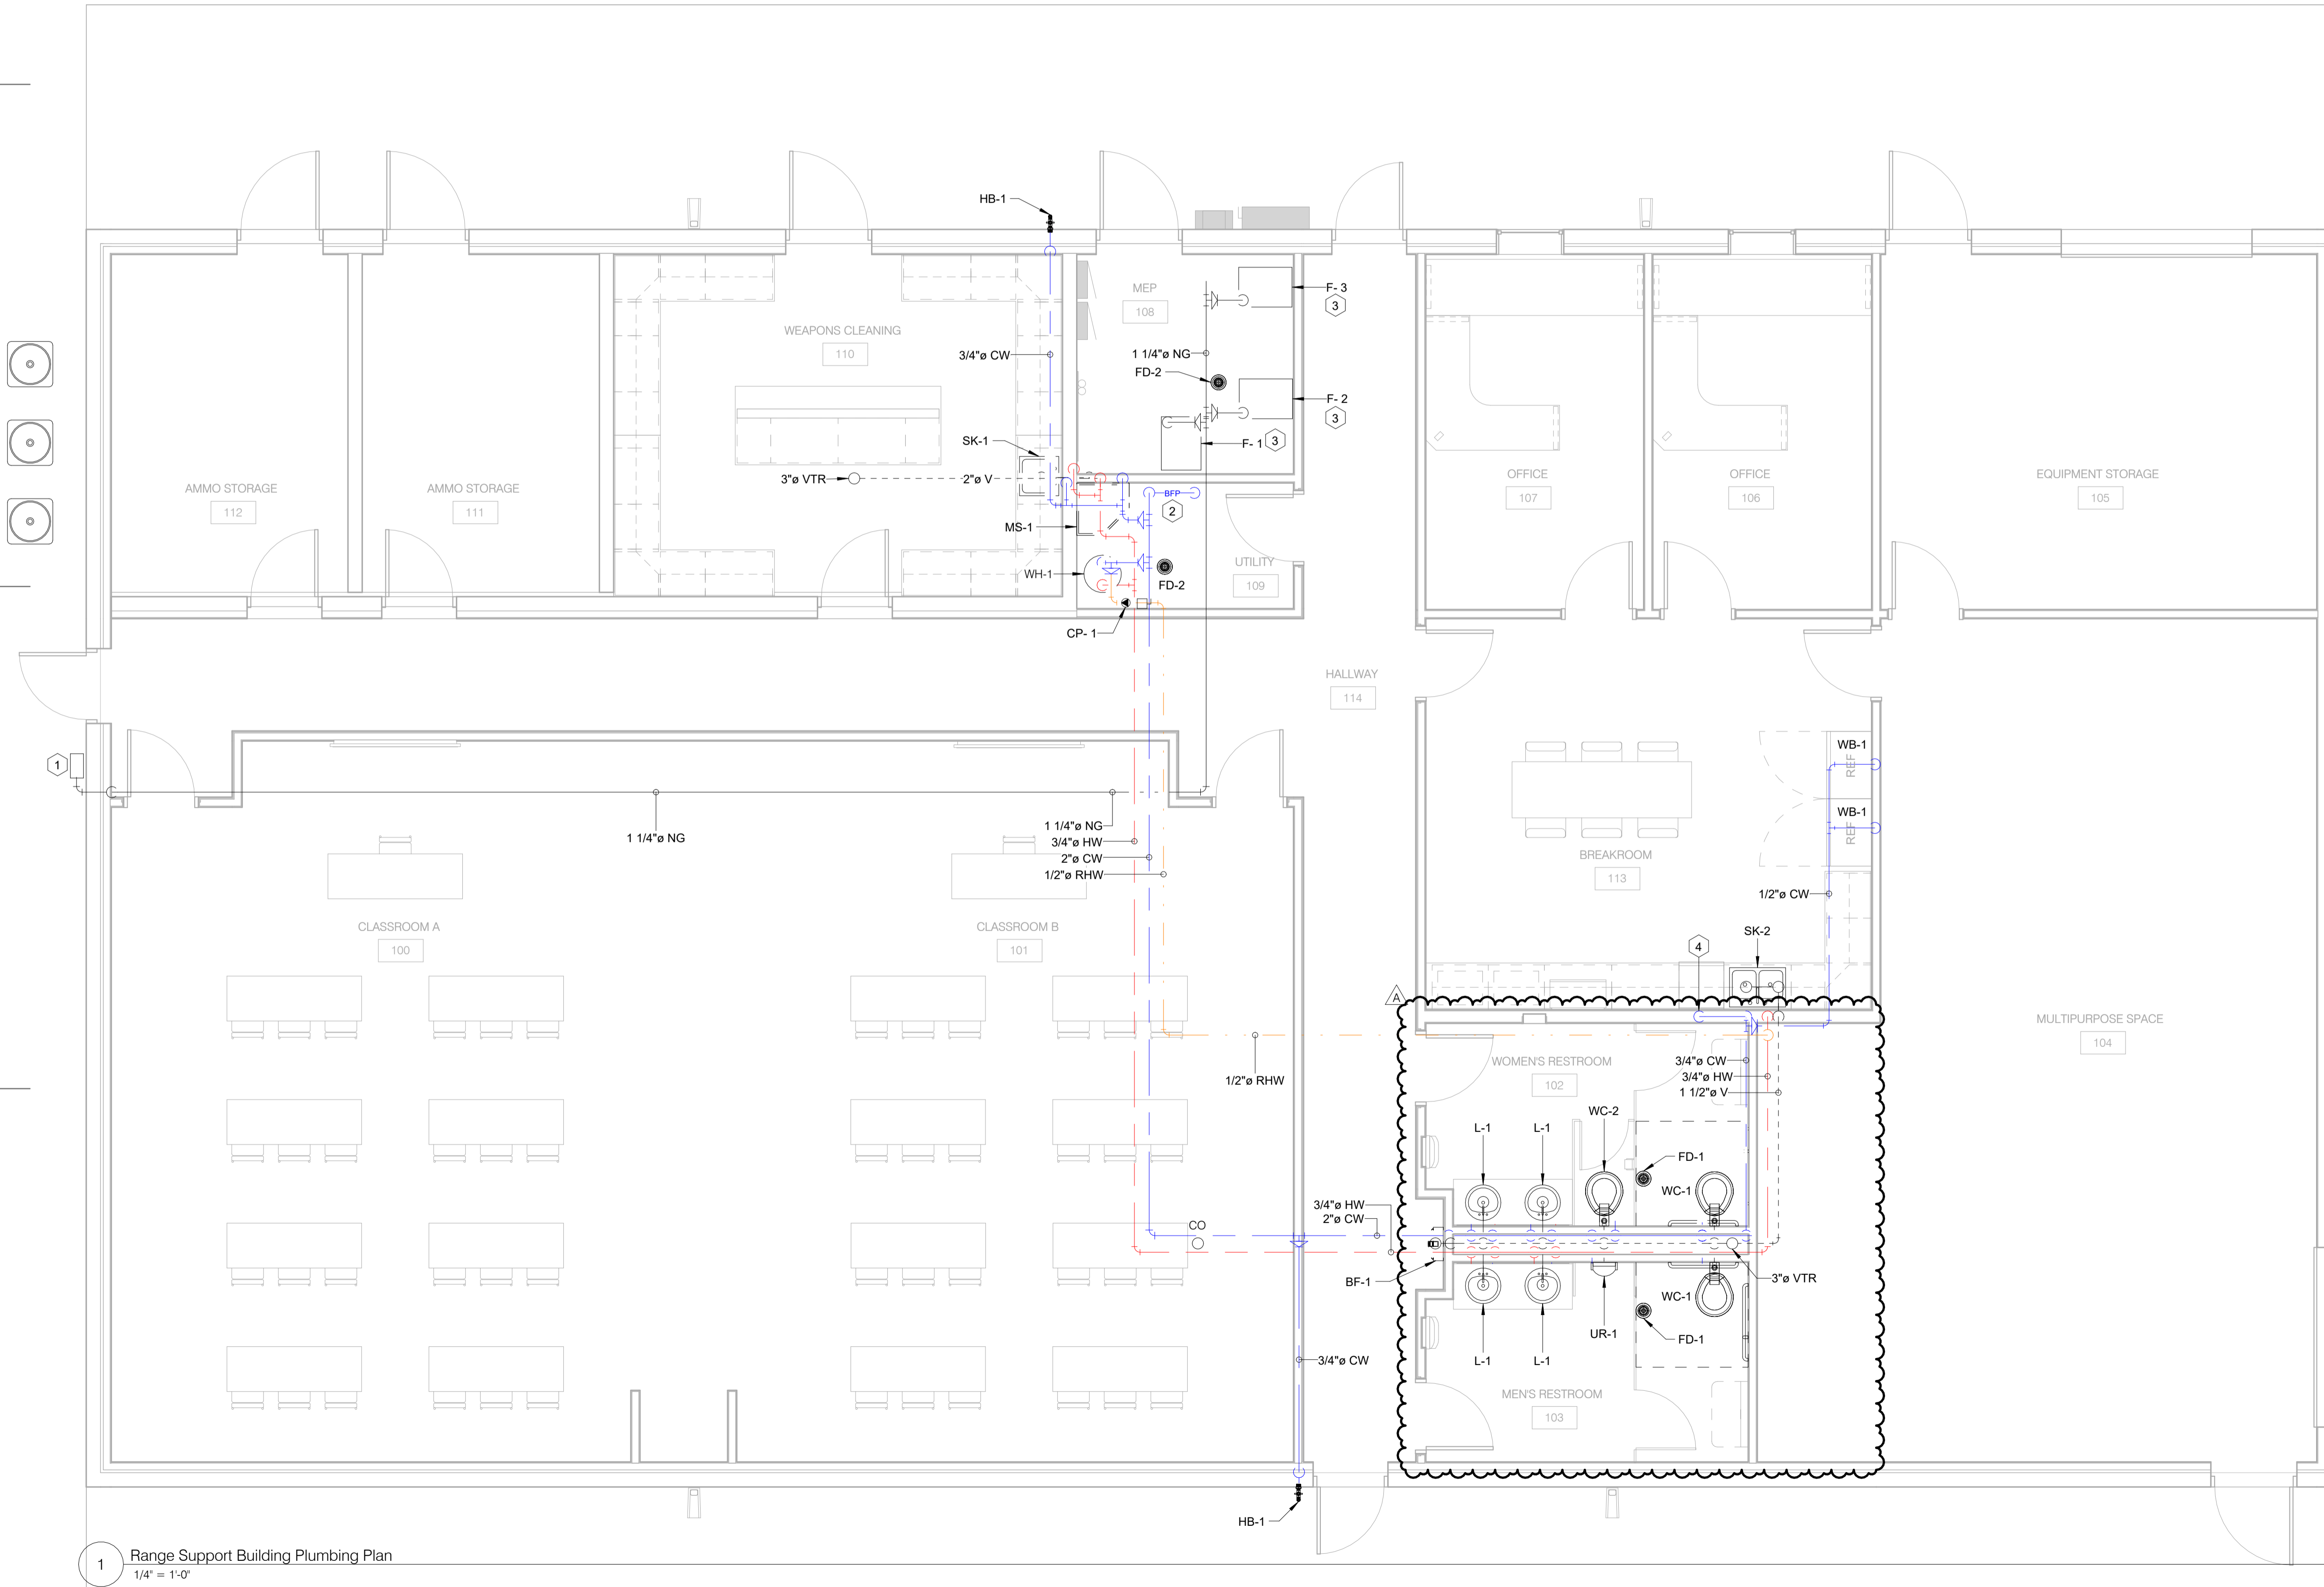 HB-1
MEP
108
F- 3
3
WEAPONS CLEANING
110
3/4"ø CW
1 1/4"ø NG
FD-2
F- 2
3
SK-1
F- 1
3
3"ø VTR
2"ø V
AMMO STORAGE
112
AMMO STORAGE
111
BFP
2
MS-1
OFFICE
107
OFFICE
106
EQUIPMENT STORAGE
105
UTILITY
109
WH-1
FD-2
CP- 1
HALLWAY
114
1
WB-1
REF
WB-1
REF
1 1/4"ø NG
1 1/4"ø NG
3/4"ø HW
2"ø CW
1/2"ø RHW
BREAKROOM
113
1/2"ø CW
CLASSROOM A
100
CLASSROOM B
101
4
SK-2
A
MULTIPURPOSE SPACE
104
1/2"ø RHW
WOMEN'S RESTROOM
102
3/4"ø CW
3/4"ø HW
1 1/2"ø V
L-1
L-1
WC-2
FD-1
WC-1
3/4"ø HW
2"ø CW
CO
BF-1
3"ø VTR
WC-1
UR-1
FD-1
L-1
L-1
3/4"ø CW
MEN'S RESTROOM
103
HB-1
1
Range Support Building Plumbing Plan
1/4" = 1'-0"